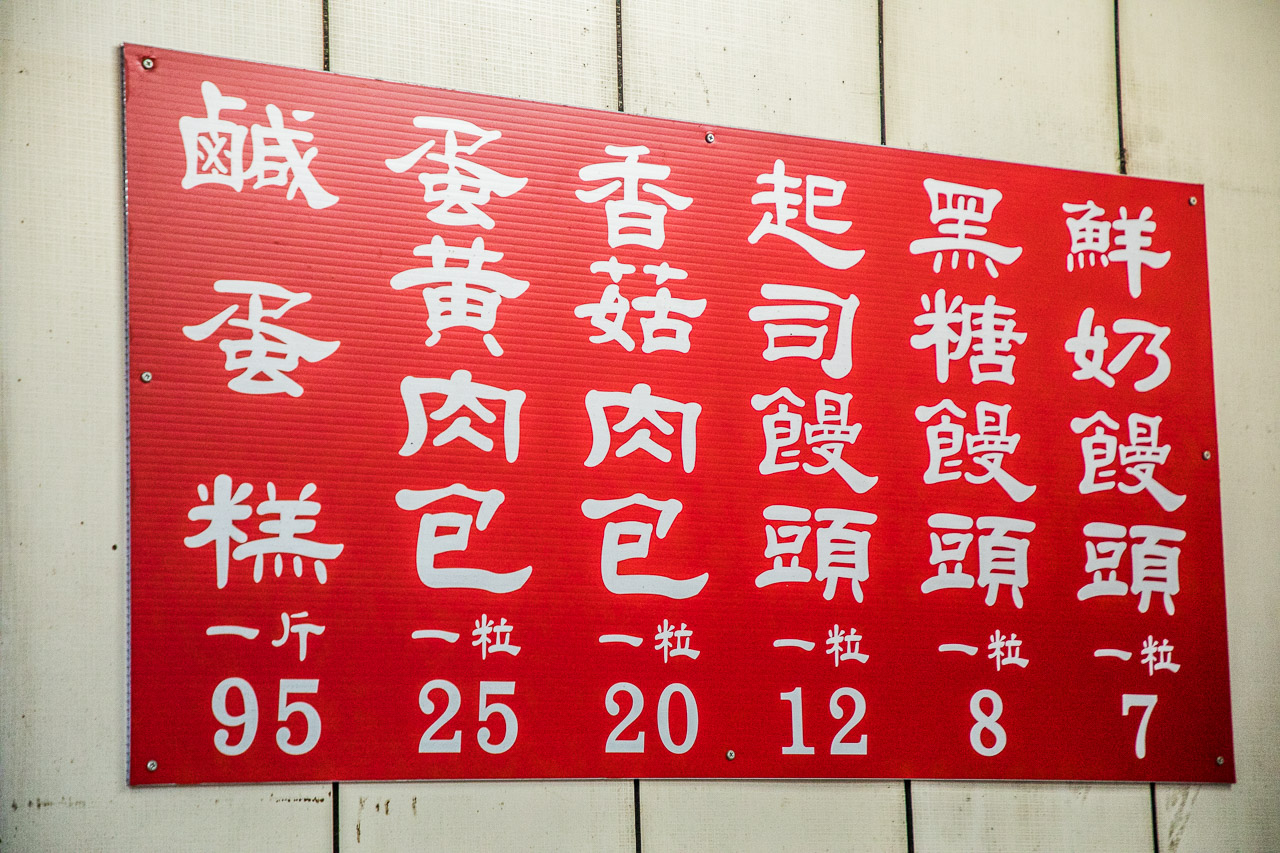 鮮奶饅頭 一粒 7
黑糖饅頭 一粒 8
起司饅頭 一粒 12
香菇肉包 一粒 20
蛋黃肉包 一粒 25
鹹蛋糕 一斤 95